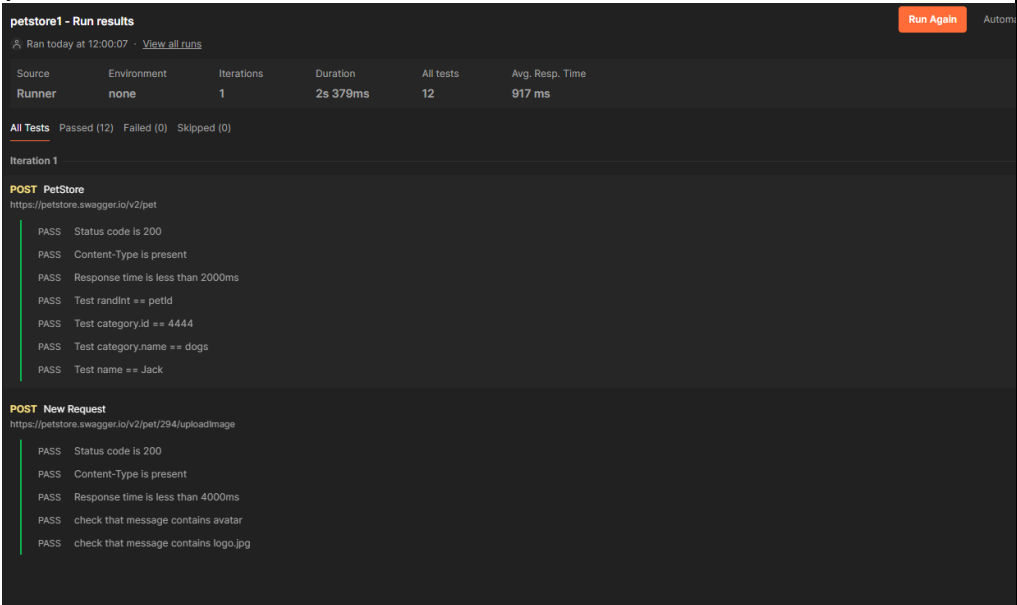 petstore1 - Run results
Run Again
Ran today at 12:00:07 · View all runs
Source Environment Iterations Duration All tests Avg. Resp. Time
Runner none 1 2s 379ms 12 917 ms
All Tests Passed (12) Failed (0) Skipped (0)
Iteration 1
POST PetStore
https://petstore.swagger.io/v2/pet
PASS Status code is 200
PASS Content-Type is present
PASS Response time is less than 2000ms
PASS Test randInt == petId
PASS Test category.id == 4444
PASS Test category.name == dogs
PASS Test name == Jack
POST New Request
https://petstore.swagger.io/v2/pet/294/uploadImage
PASS Status code is 200
PASS Content-Type is present
PASS Response time is less than 4000ms
PASS check that message contains avatar
PASS check that message contains logo.jpg